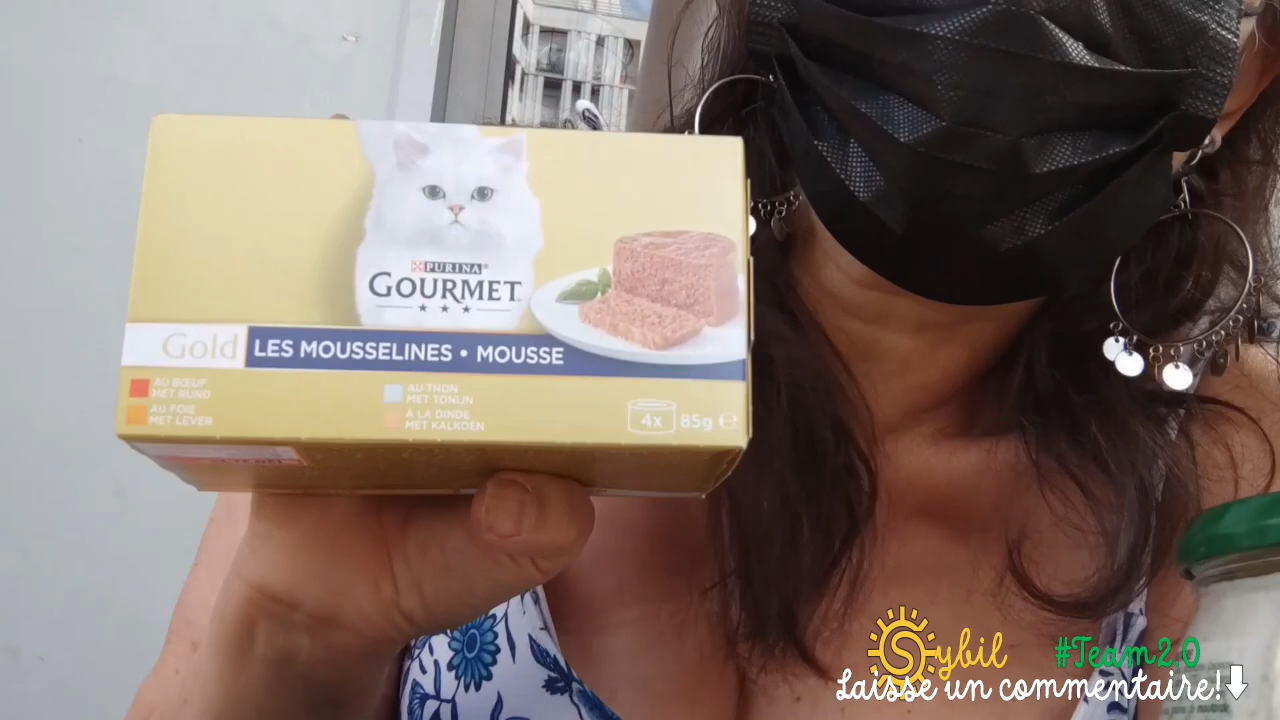 PURINA®
GOURMET
Gold LES MOUSSELINES • MOUSSE
AU BŒUF
MET RUND
AU FOIE
MET LEVER
AU THON
MET TONIJN
À LA DINDE
MET KALKOEN
4x 85g ℮
Sybil #Team2.0
Laisse un commentaire!